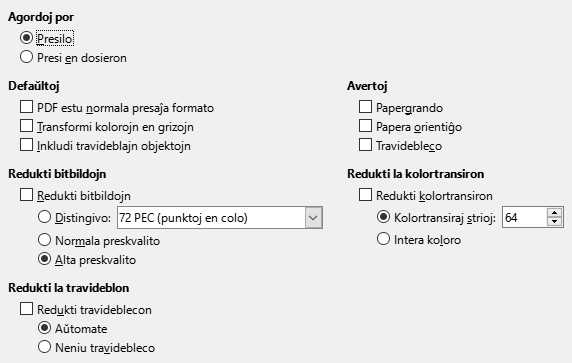 Agordoj por
Presilo
Presi en dosieron
Defaŭltoj
PDF estu normala presaĵa formato
Transformi kolorojn en grizojn
Inkludi travideblajn objektojn
Avertoj
Papergrando
Papera orientiĝo
Travidebleco
Redukti bitbildojn
Redukti bitbildojn
Distingivo: 72 PEC (punktoj en colo)
Normala preskvalito
Alta preskvalito
Redukti la kolortransiron
Redukti kolortransiron
Kolortransiraj strioj: 64
Intera koloro
Redukti la travideblon
Redukti travideblecon
Aŭtomate
Neniu travidebleco